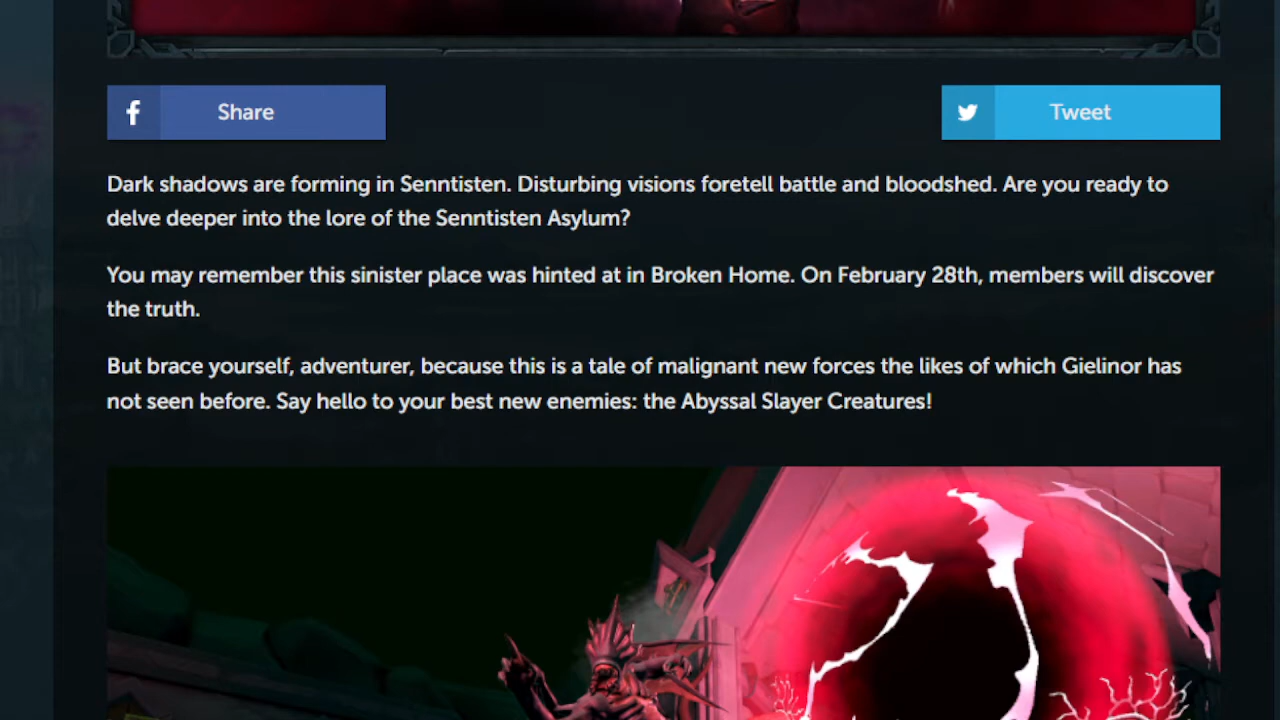 Share
Tweet
Dark shadows are forming in Senntisten. Disturbing visions foretell battle and bloodshed. Are you ready to
delve deeper into the lore of the Senntisten Asylum?
You may remember this sinister place was hinted at in Broken Home. On February 28th, members will discover
the truth.
But brace yourself, adventurer, because this is a tale of malignant new forces the likes of which Gielinor has
not seen before. Say hello to your best new enemies: the Abyssal Slayer Creatures!